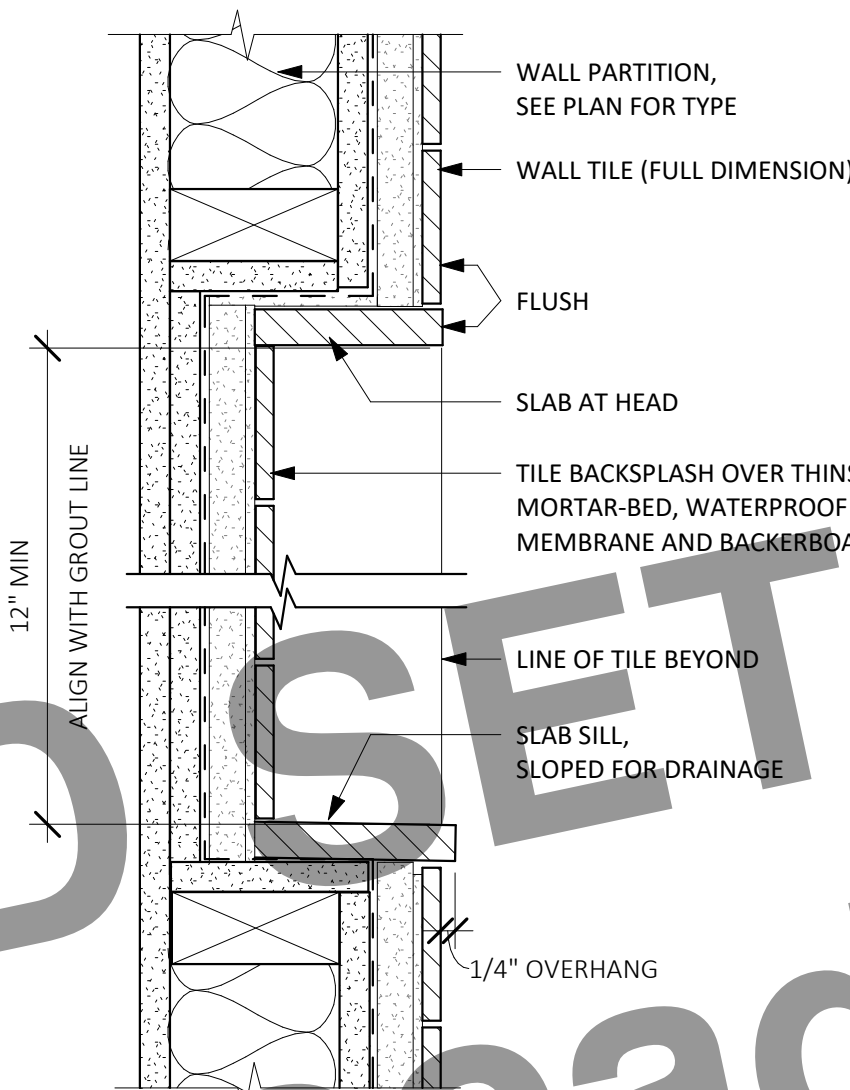 WALL PARTITION,
SEE PLAN FOR TYPE
WALL TILE (FULL DIMENSION)
FLUSH
SLAB AT HEAD
TILE BACKSPLASH OVER THINS
MORTAR-BED, WATERPROOF
MEMBRANE AND BACKERBOA
12" MIN
ALIGN WITH GROUT LINE
LINE OF TILE BEYOND
SLAB SILL,
SLOPED FOR DRAINAGE
1/4" OVERHANG
D SET